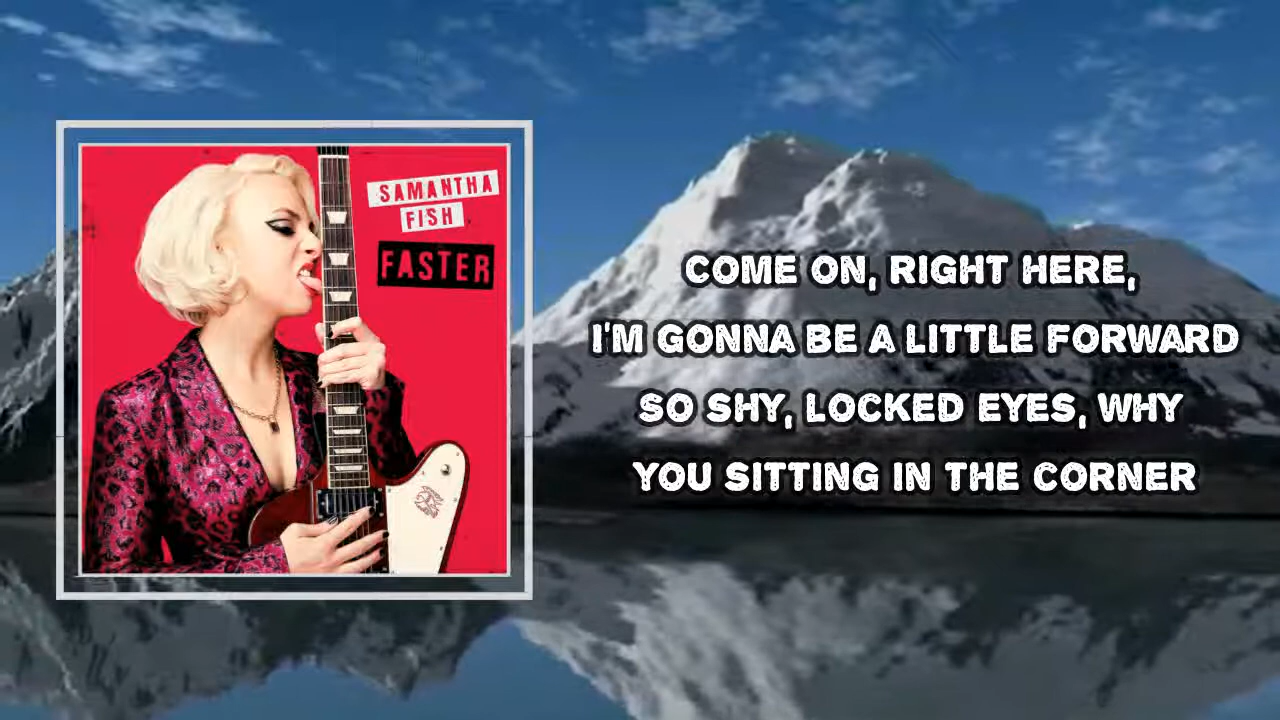 SAMANTHA
FISH
FASTER
COME ON, RIGHT HERE,
I'M GONNA BE A LITTLE FORWARD
SO SHY, LOCKED EYES, WHY
YOU SITTING IN THE CORNER